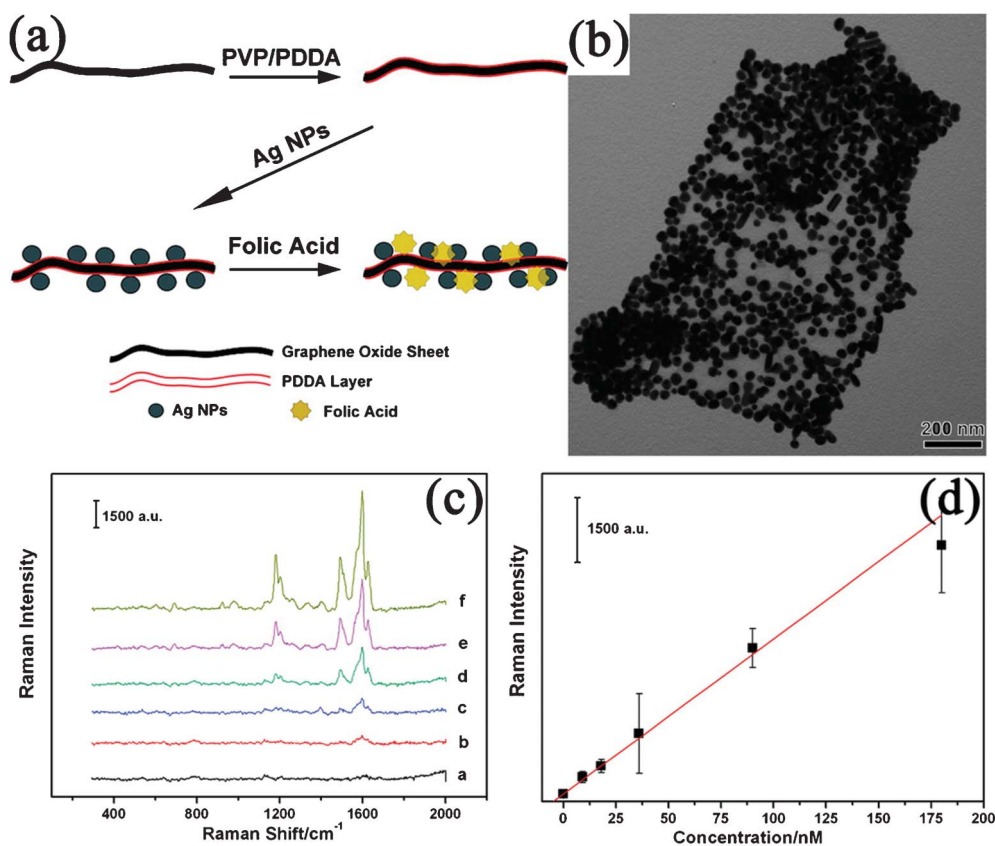 (a)
PVP/PDDA
Ag NPs
Folic Acid
Graphene Oxide Sheet
PDDA Layer
Ag NPs
Folic Acid
(b)
200 nm
(c)
1500 a.u.
f
e
d
c
b
a
Raman Intensity
400 800 1200 1600 2000
Raman Shift/cm-1
(d)
1500 a.u.
Raman Intensity
0 25 50 75 100 125 150 175 200
Concentration/nM